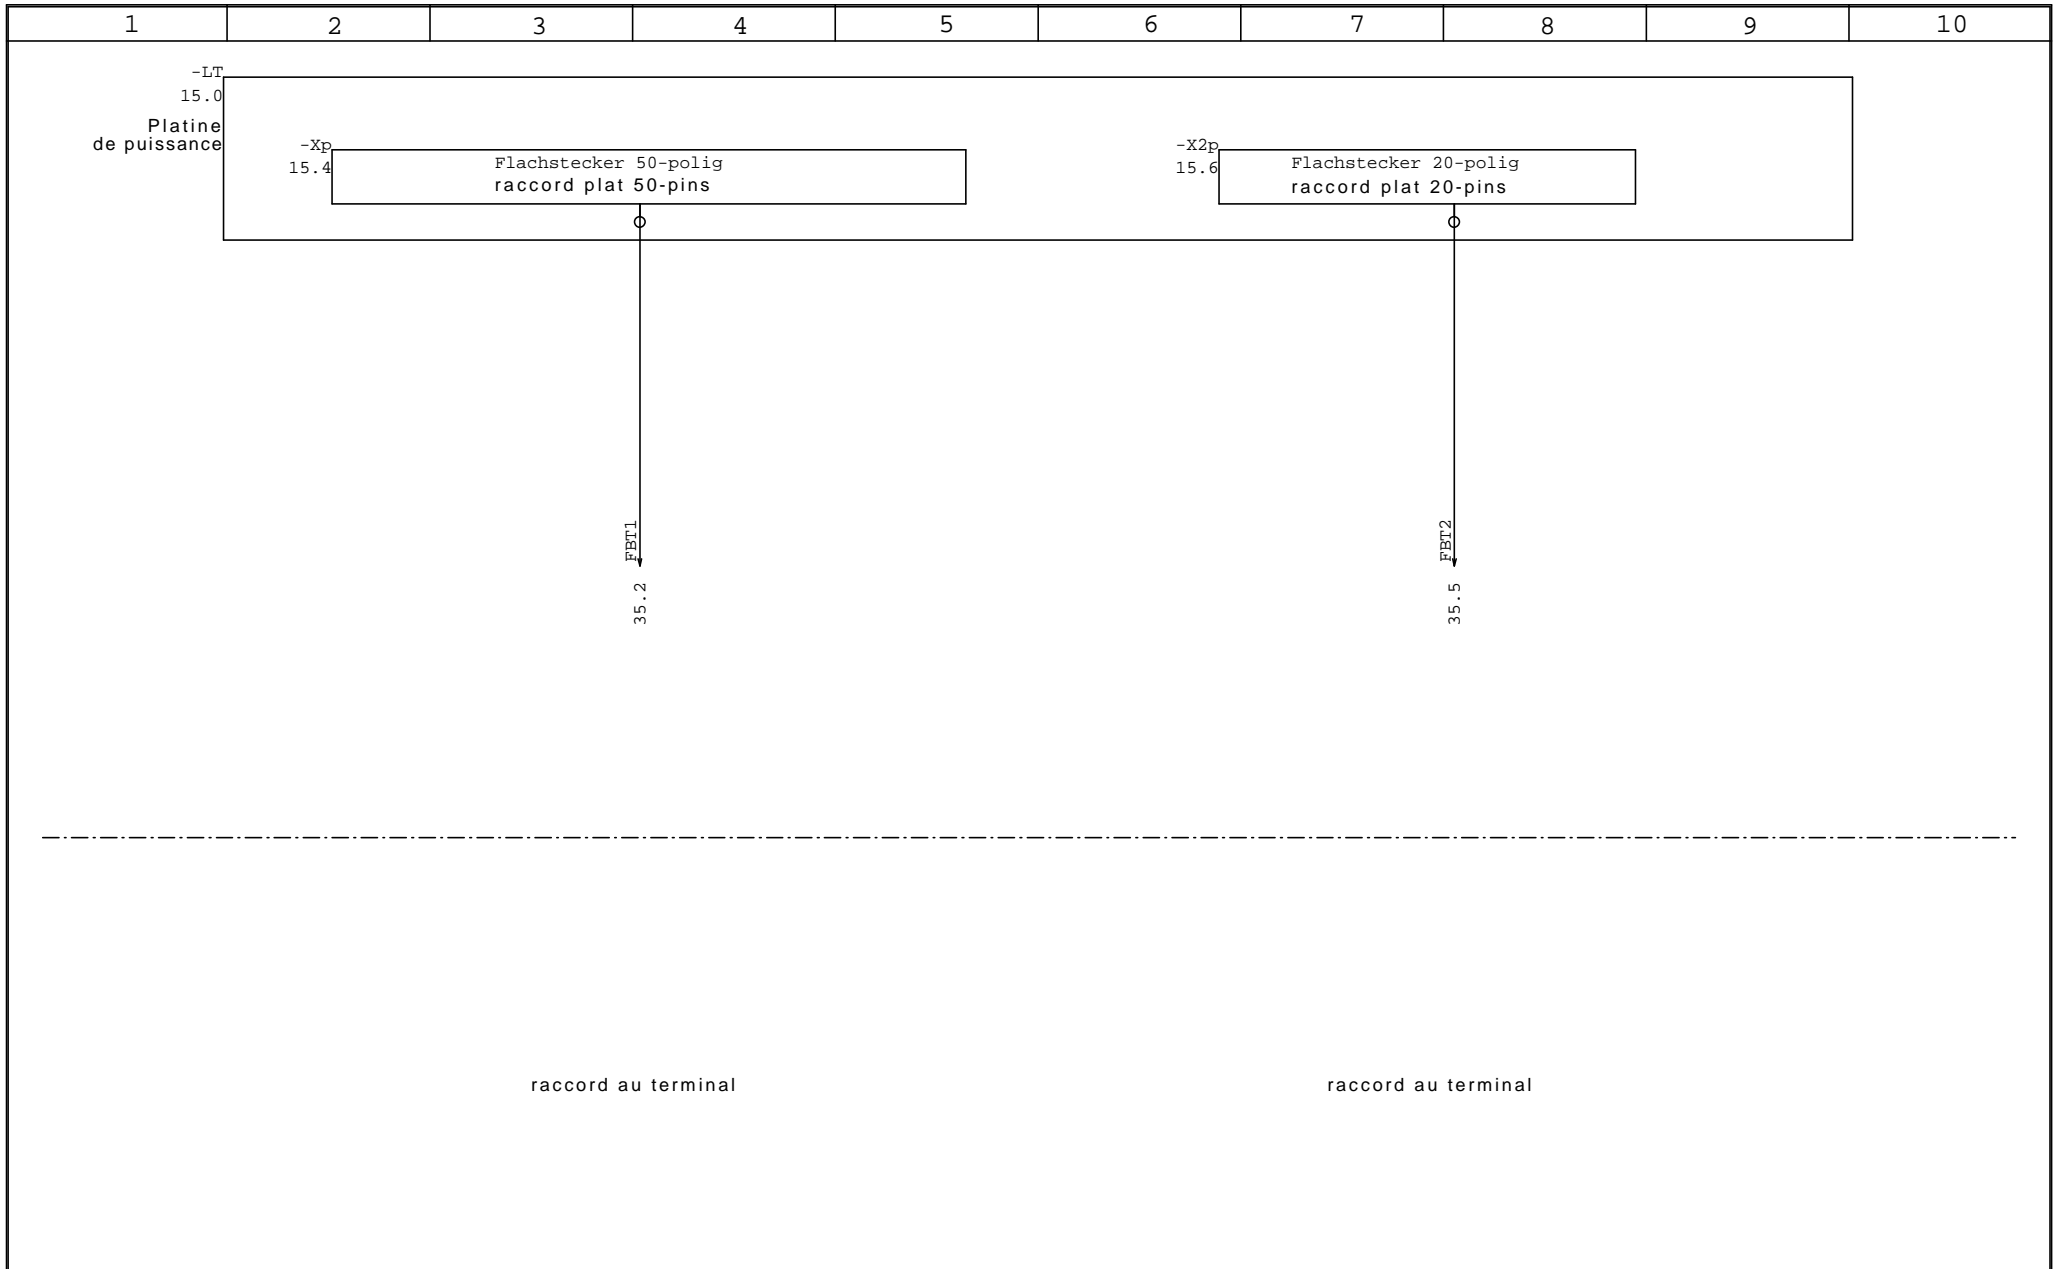 1 2 3 4 5 6 7 8 9 10
-LT
15.0
Platine
de puissance
-Xp
15.4
Flachstecker 50-polig
raccord plat 50-pins
-X2p
15.6
Flachstecker 20-polig
raccord plat 20-pins
FBT1
35.2
FBT2
35.5
raccord au terminal
raccord au terminal